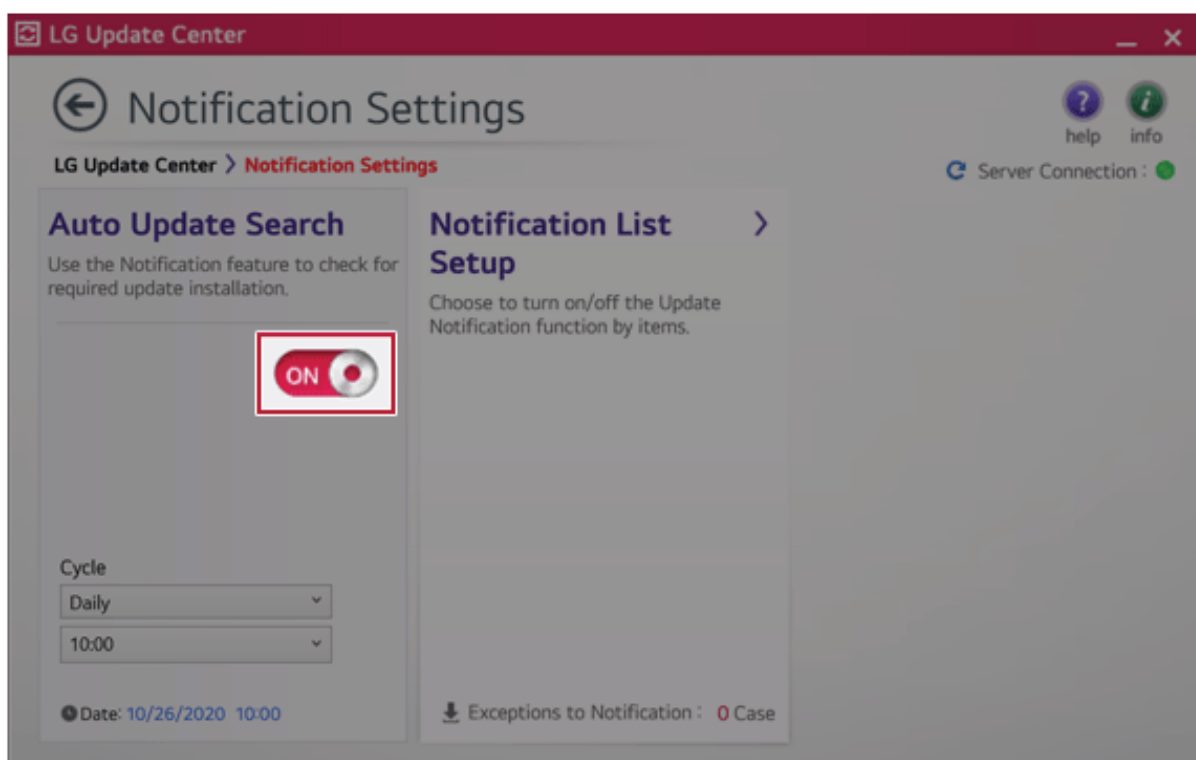 LG Update Center
Notification Settings
help
info
LG Update Center > Notification Settings
Server Connection :
Auto Update Search
Use the Notification feature to check for
required update installation.
ON
Cycle
Daily
10:00
Date: 10/26/2020 10:00
Notification List
Setup
Choose to turn on/off the Update
Notification function by items.
Exceptions to Notification : 0 Case